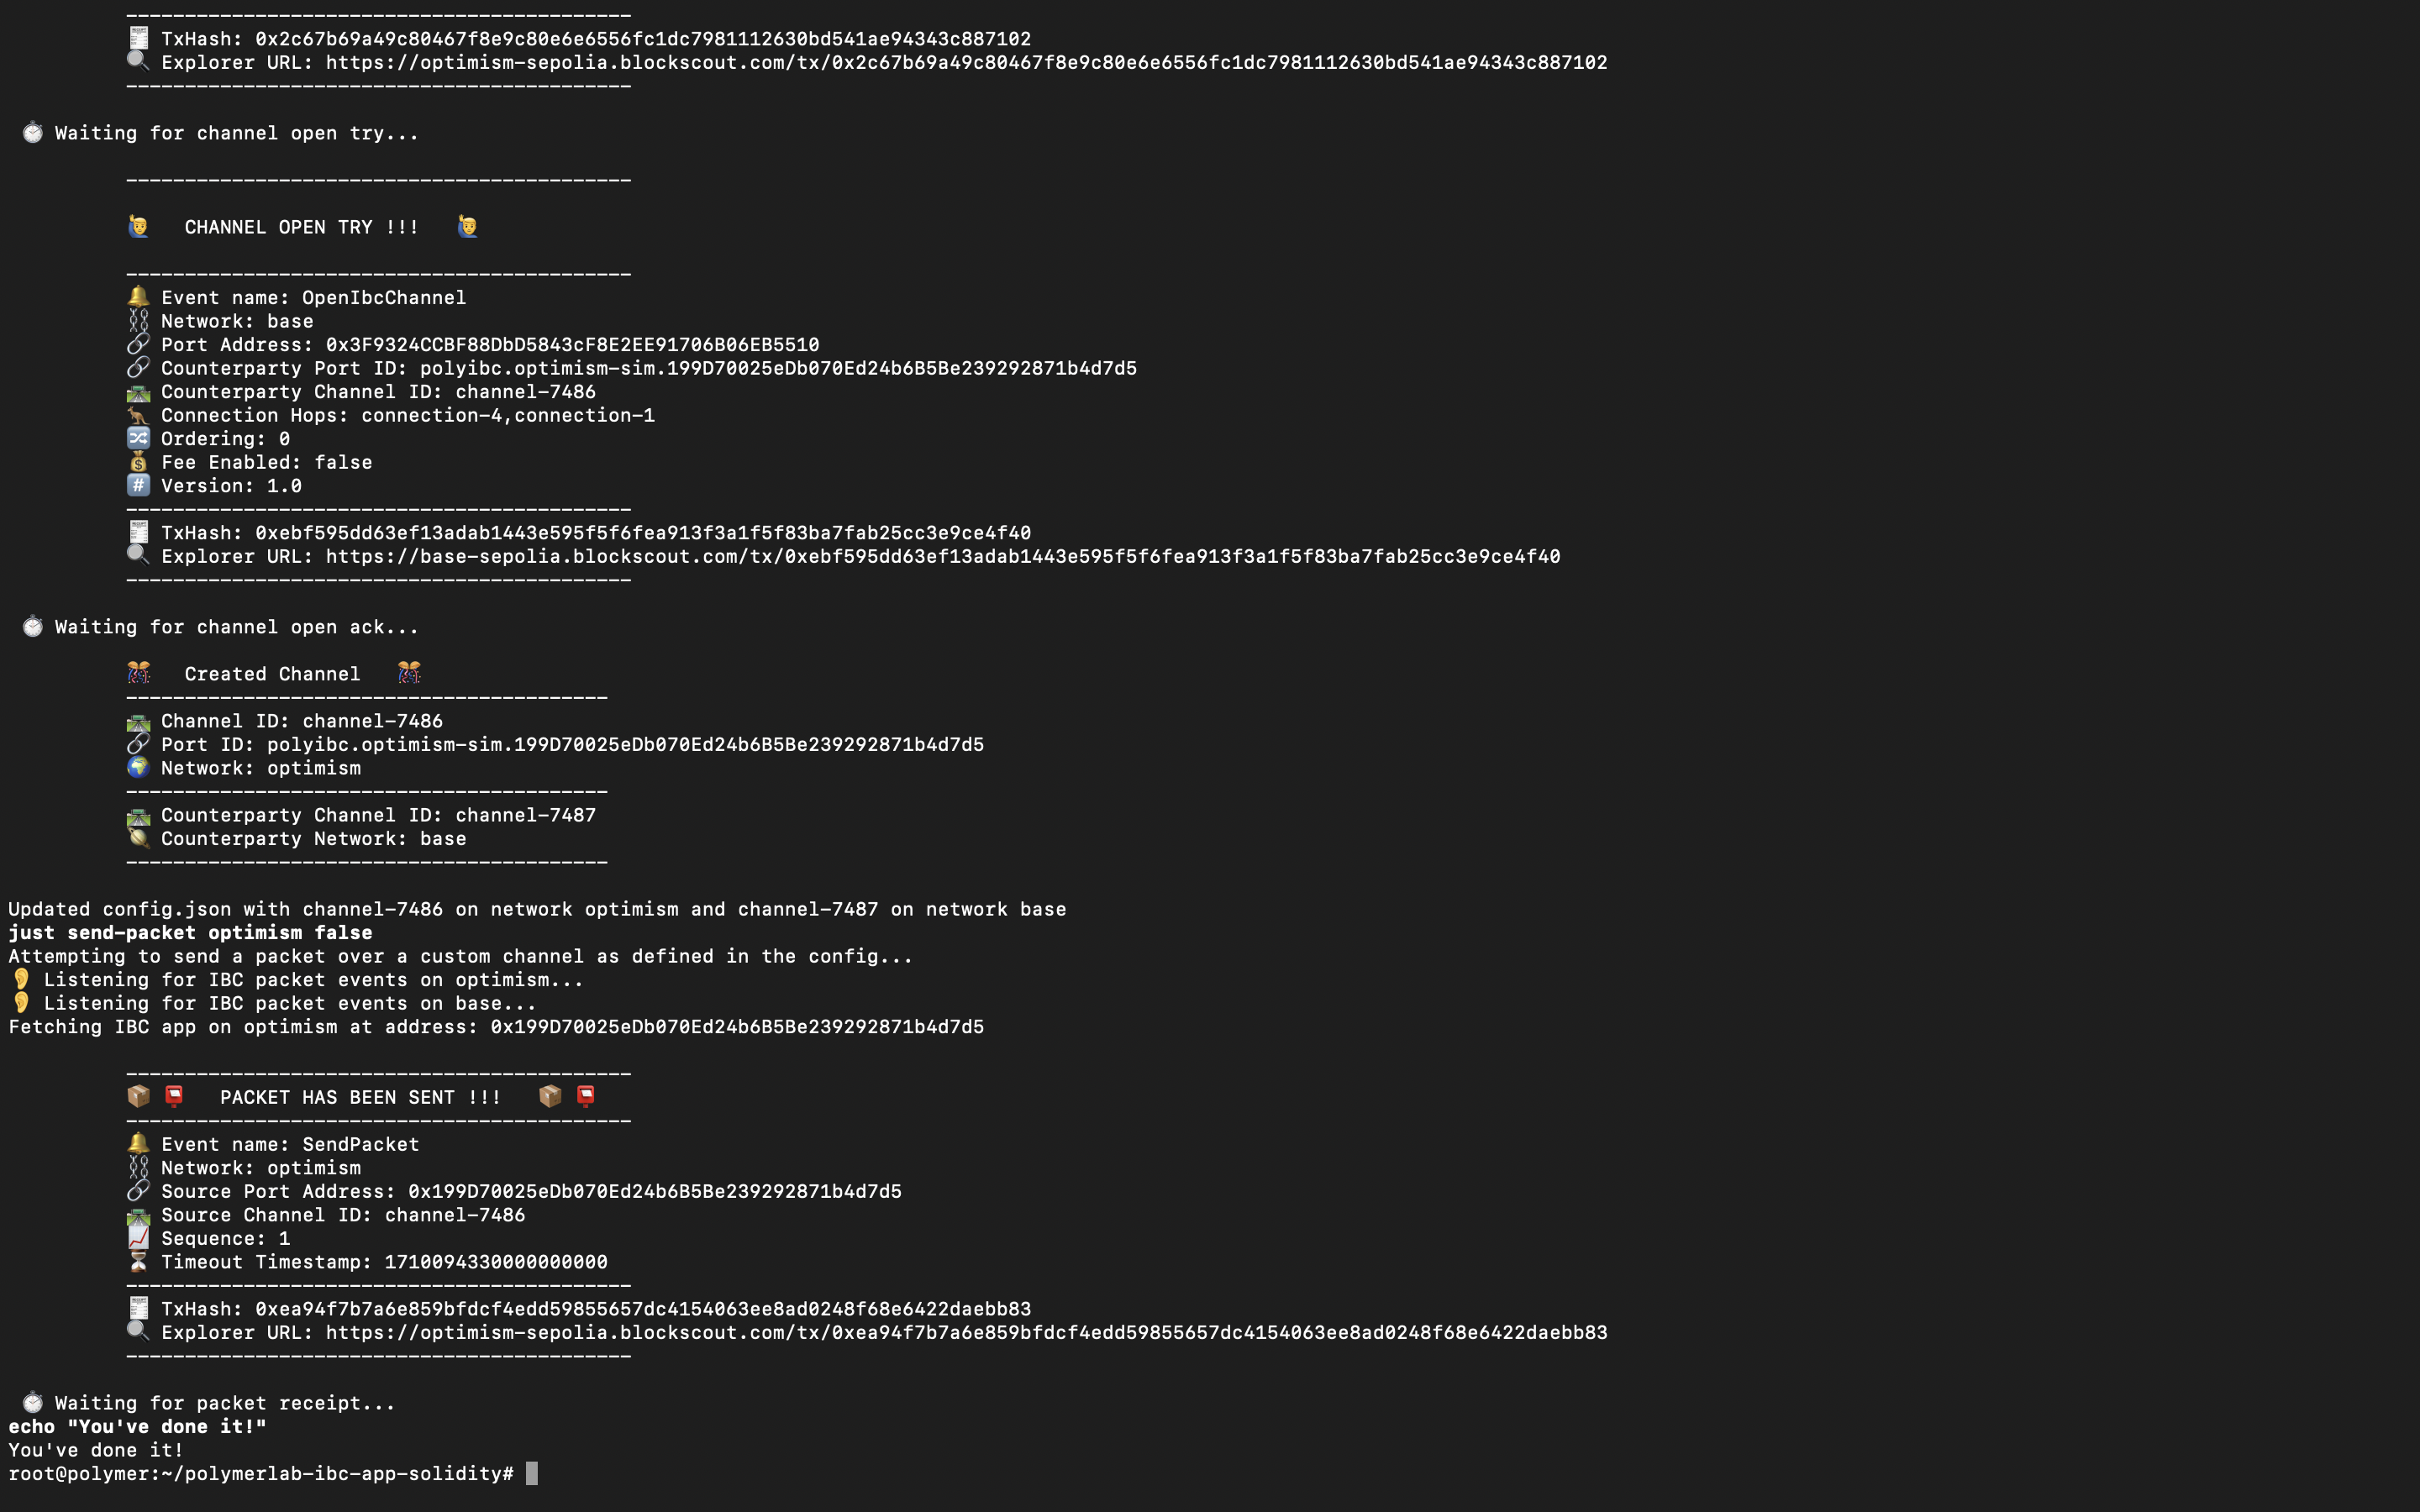 -------------------------------------------
TxHash: 0x2c67b69a49c80467f8e9c80e6e6556fc1dc7981112630bd541ae94343c887102
Explorer URL: https://optimism-sepolia.blockscout.com/tx/0x2c67b69a49c80467f8e9c80e6e6556fc1dc7981112630bd541ae94343c887102
-------------------------------------------
Waiting for channel open try...
-------------------------------------------
CHANNEL OPEN TRY !!!
-------------------------------------------
Event name: OpenIbcChannel
Network: base
Port Address: 0x3F9324CCBF88DbD5843cF8E2EE91706B06EB5510
Counterparty Port ID: polyibc.optimism-sim.199D70025eDb070Ed24b6B5Be239292871b4d7d5
Counterparty Channel ID: channel-7486
Connection Hops: connection-4,connection-1
Ordering: 0
Fee Enabled: false
Version: 1.0
-------------------------------------------
TxHash: 0xebf595dd63ef13adab1443e595f5f6fea913f3a1f5f83ba7fab25cc3e9ce4f40
Explorer URL: https://base-sepolia.blockscout.com/tx/0xebf595dd63ef13adab1443e595f5f6fea913f3a1f5f83ba7fab25cc3e9ce4f40
-------------------------------------------
Waiting for channel open ack...
Created Channel
-----------------------------------------
Channel ID: channel-7486
Port ID: polyibc.optimism-sim.199D70025eDb070Ed24b6B5Be239292871b4d7d5
Network: optimism
-----------------------------------------
Counterparty Channel ID: channel-7487
Counterparty Network: base
-----------------------------------------
Updated config.json with channel-7486 on network optimism and channel-7487 on network base
just send-packet optimism false
Attempting to send a packet over a custom channel as defined in the config...
Listening for IBC packet events on optimism...
Listening for IBC packet events on base...
Fetching IBC app on optimism at address: 0x199D70025eDb070Ed24b6B5Be239292871b4d7d5
-------------------------------------------
PACKET HAS BEEN SENT !!!
-------------------------------------------
Event name: SendPacket
Network: optimism
Source Port Address: 0x199D70025eDb070Ed24b6B5Be239292871b4d7d5
Source Channel ID: channel-7486
Sequence: 1
Timeout Timestamp: 1710094330000000000
-------------------------------------------
TxHash: 0xea94f7b7a6e859bfdcf4edd59855657dc4154063ee8ad0248f68e6422daebb83
Explorer URL: https://optimism-sepolia.blockscout.com/tx/0xea94f7b7a6e859bfdcf4edd59855657dc4154063ee8ad0248f68e6422daebb83
-------------------------------------------
Waiting for packet receipt...
echo "You've done it!"
You've done it!
root@polymer:~/polymerlab-ibc-app-solidity#